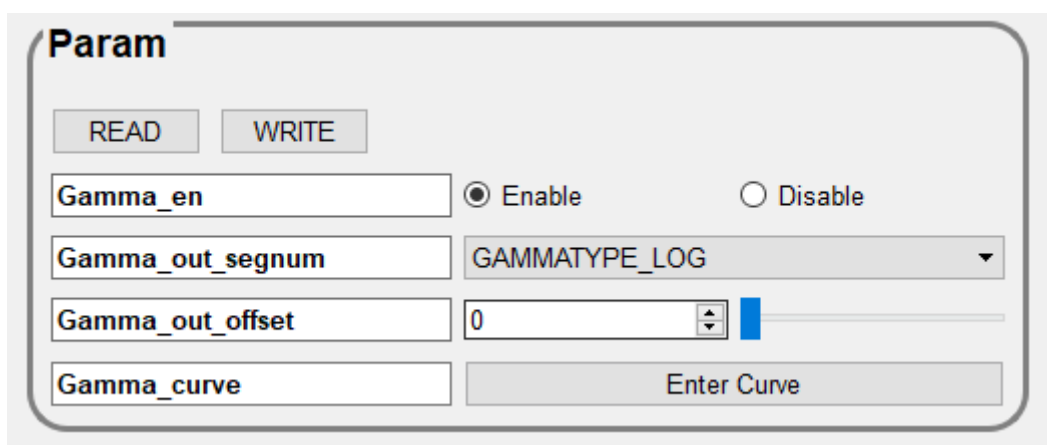 Param
READ WRITE
Gamma_en Enable Disable
Gamma_out_segnum GAMMATYPE_LOG
Gamma_out_offset 0
Gamma_curve Enter Curve